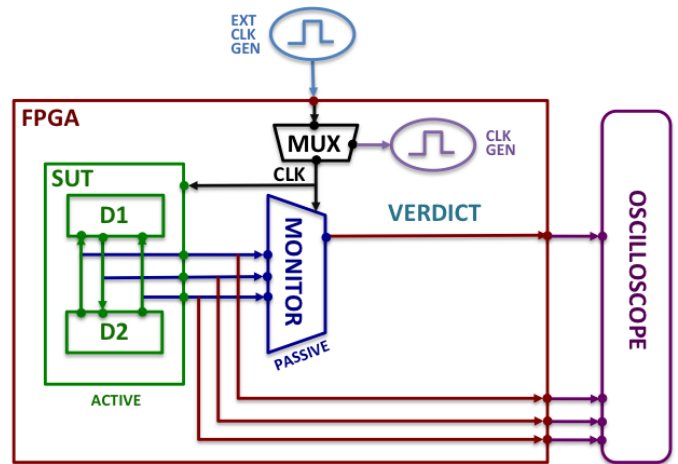 EXT
CLK
GEN
FPGA
MUX
CLK
GEN
CLK
SUT
D1
VERDICT
MONITOR
OSCILLOSCOPE
D2
PASSIVE
ACTIVE